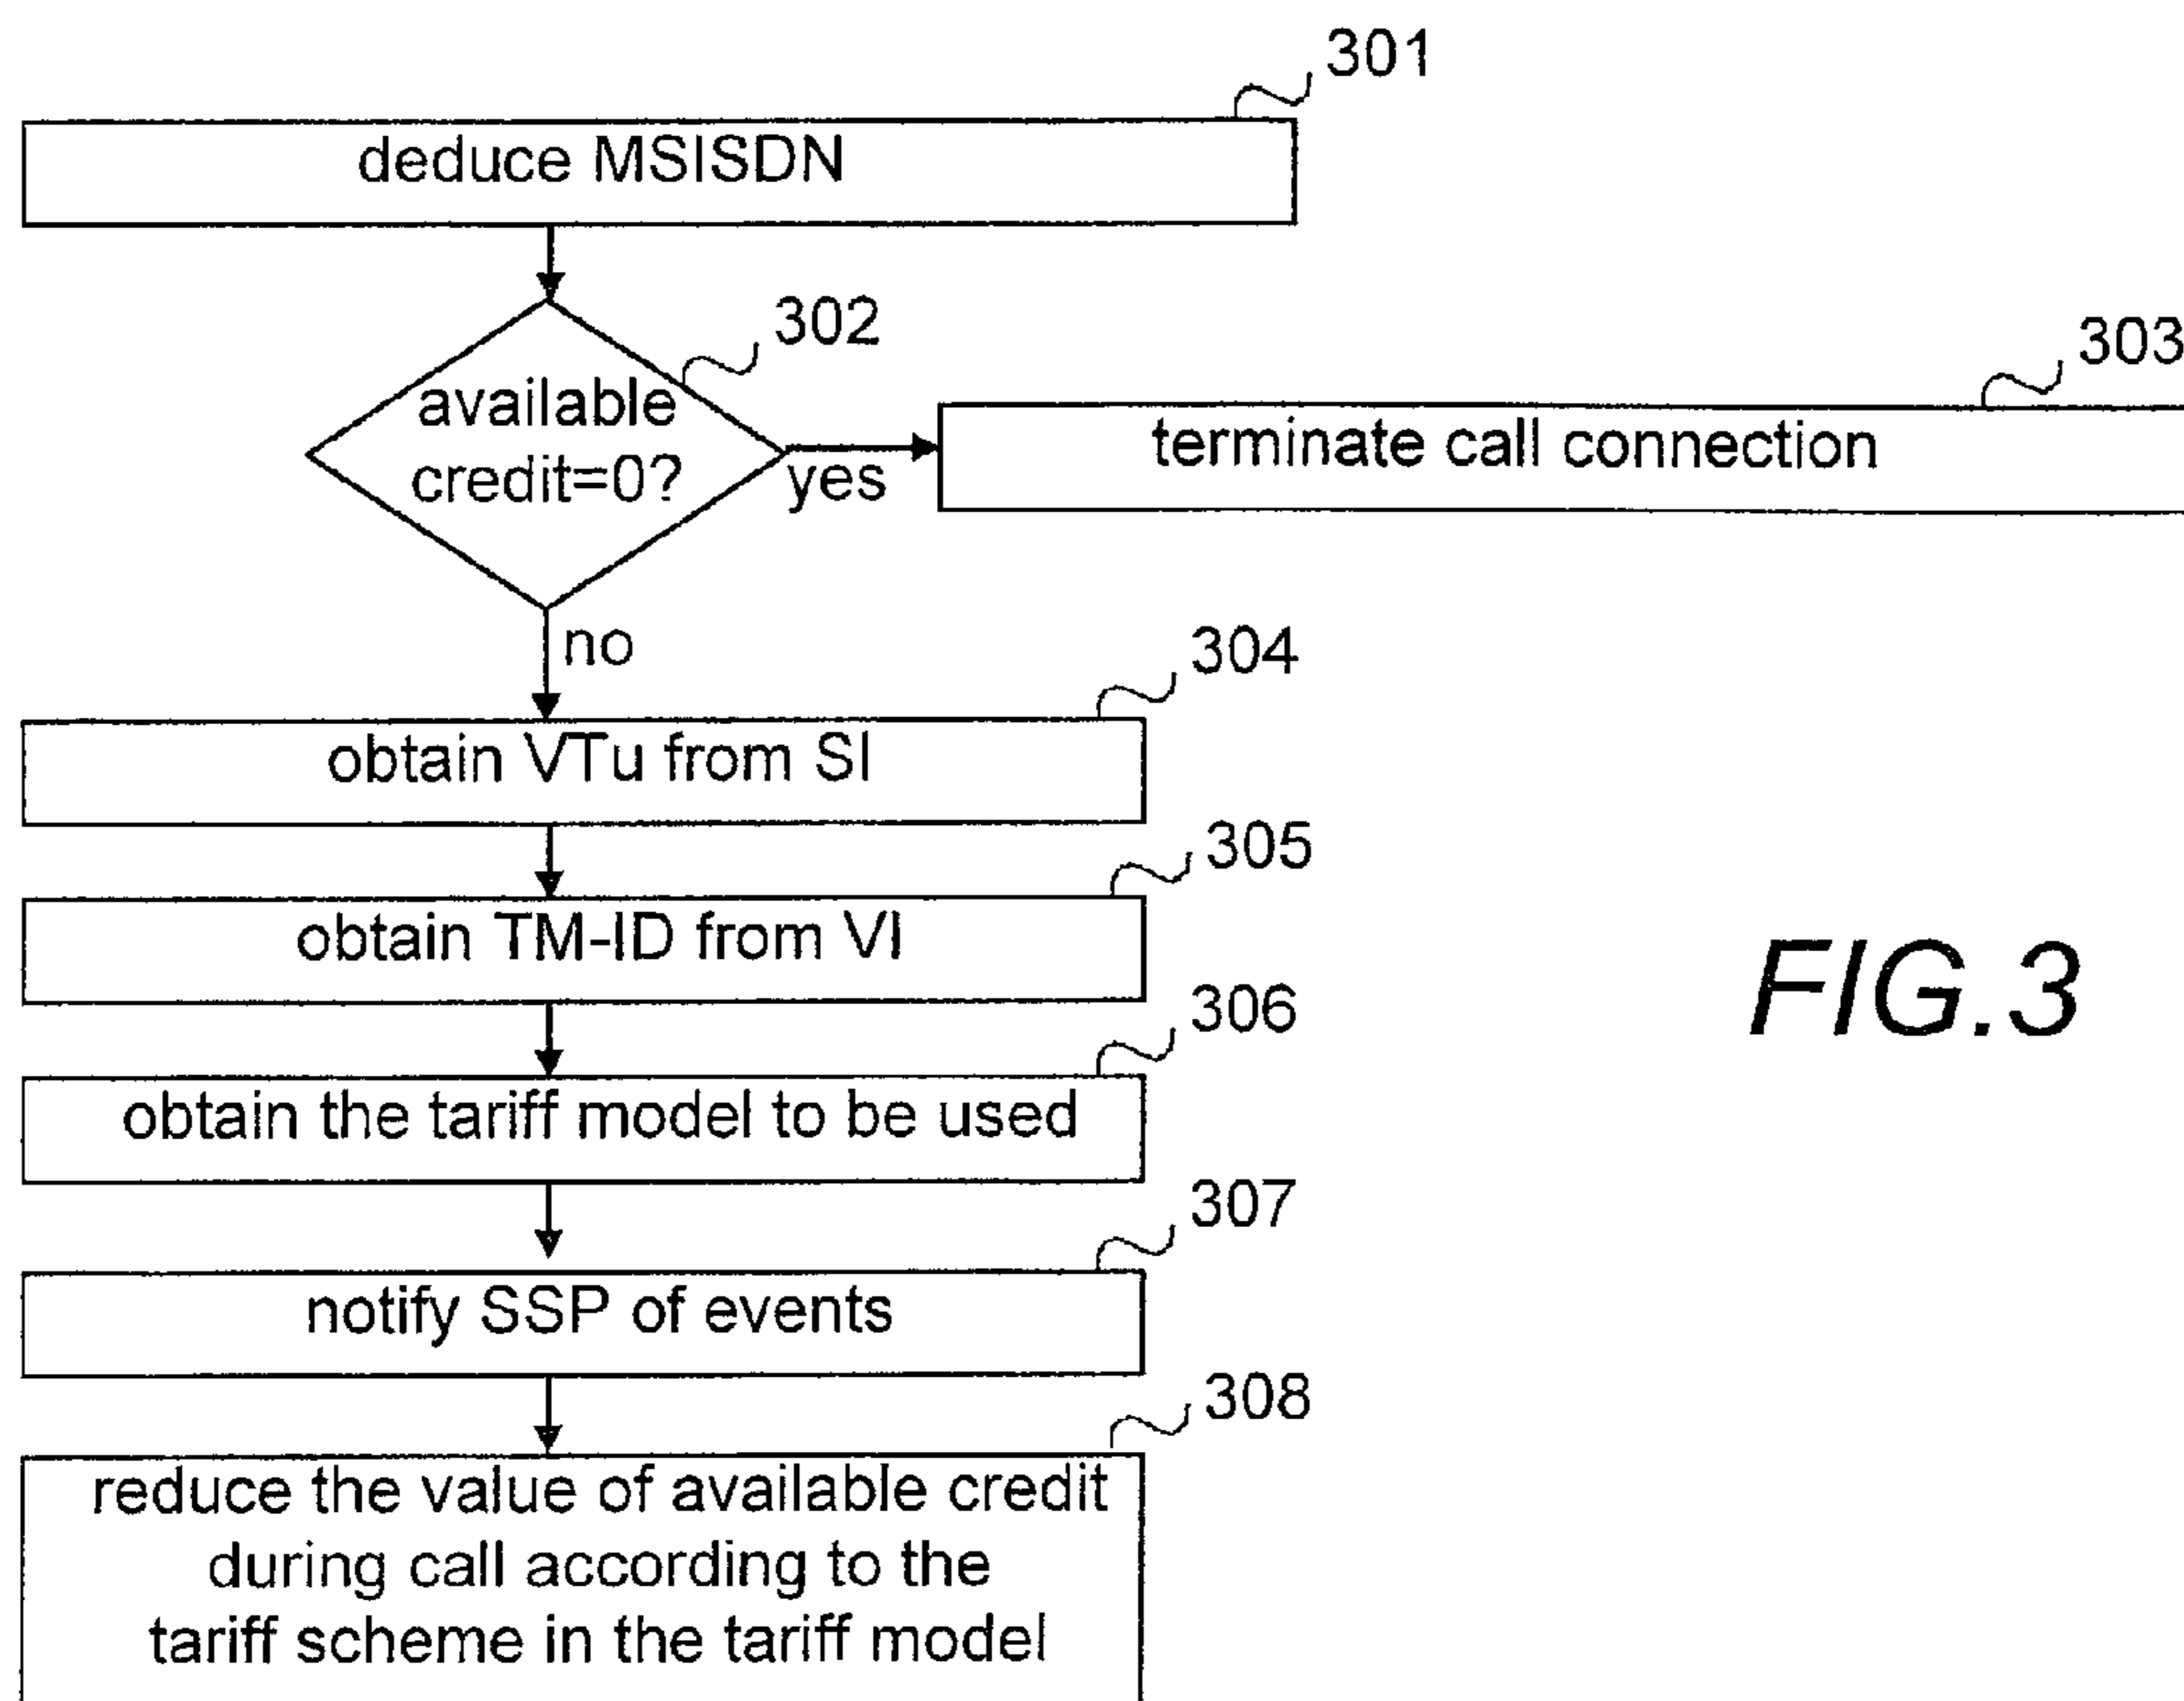 301
deduce MSISDN
302
available
credit=0?
yes
303
terminate call connection
no
304
obtain VTu from SI
305
obtain TM-ID from VI
306
obtain the tariff model to be used
FIG.3
307
notify SSP of events
308
reduce the value of available credit
during call according to the
tariff scheme in the tariff model